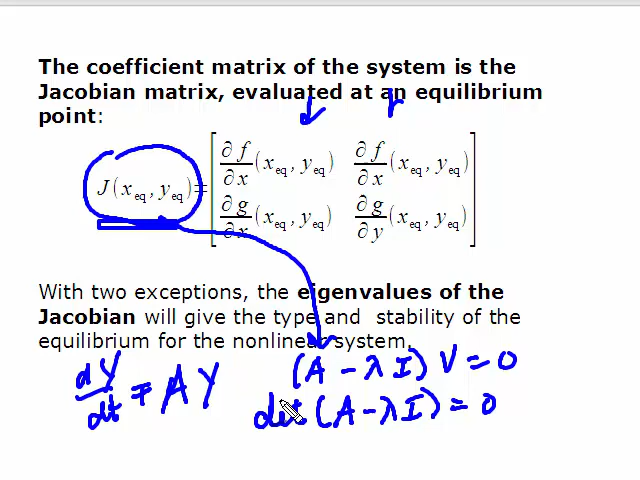 The coefficient matrix of the system is the
Jacobian matrix, evaluated at an equilibrium
point:
J(x_eq, y_eq) = [ ∂f/∂x (x_eq, y_eq) ∂f/∂x (x_eq, y_eq)
∂g/∂x (x_eq, y_eq) ∂g/∂y (x_eq, y_eq) ]
With two exceptions, the eigenvalues of the
Jacobian will give the type and stability of the
equilibrium for the nonlinear system.
dY/dt = AY
(A - λI) V = 0
det (A - λI) = 0